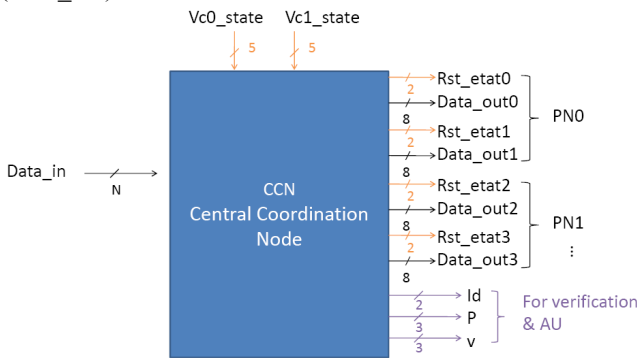 Vc0_state Vc1_state
5 5
Rst_etat0
2
Data_out0
8
Rst_etat1
2
Data_out1
8
PN0
Data_in
N
CCN
Central Coordination
Node
Rst_etat2
2
Data_out2
8
Rst_etat3
2
Data_out3
8
PN1
⋮
Id
2
P
3
v
3
For verification
& AU